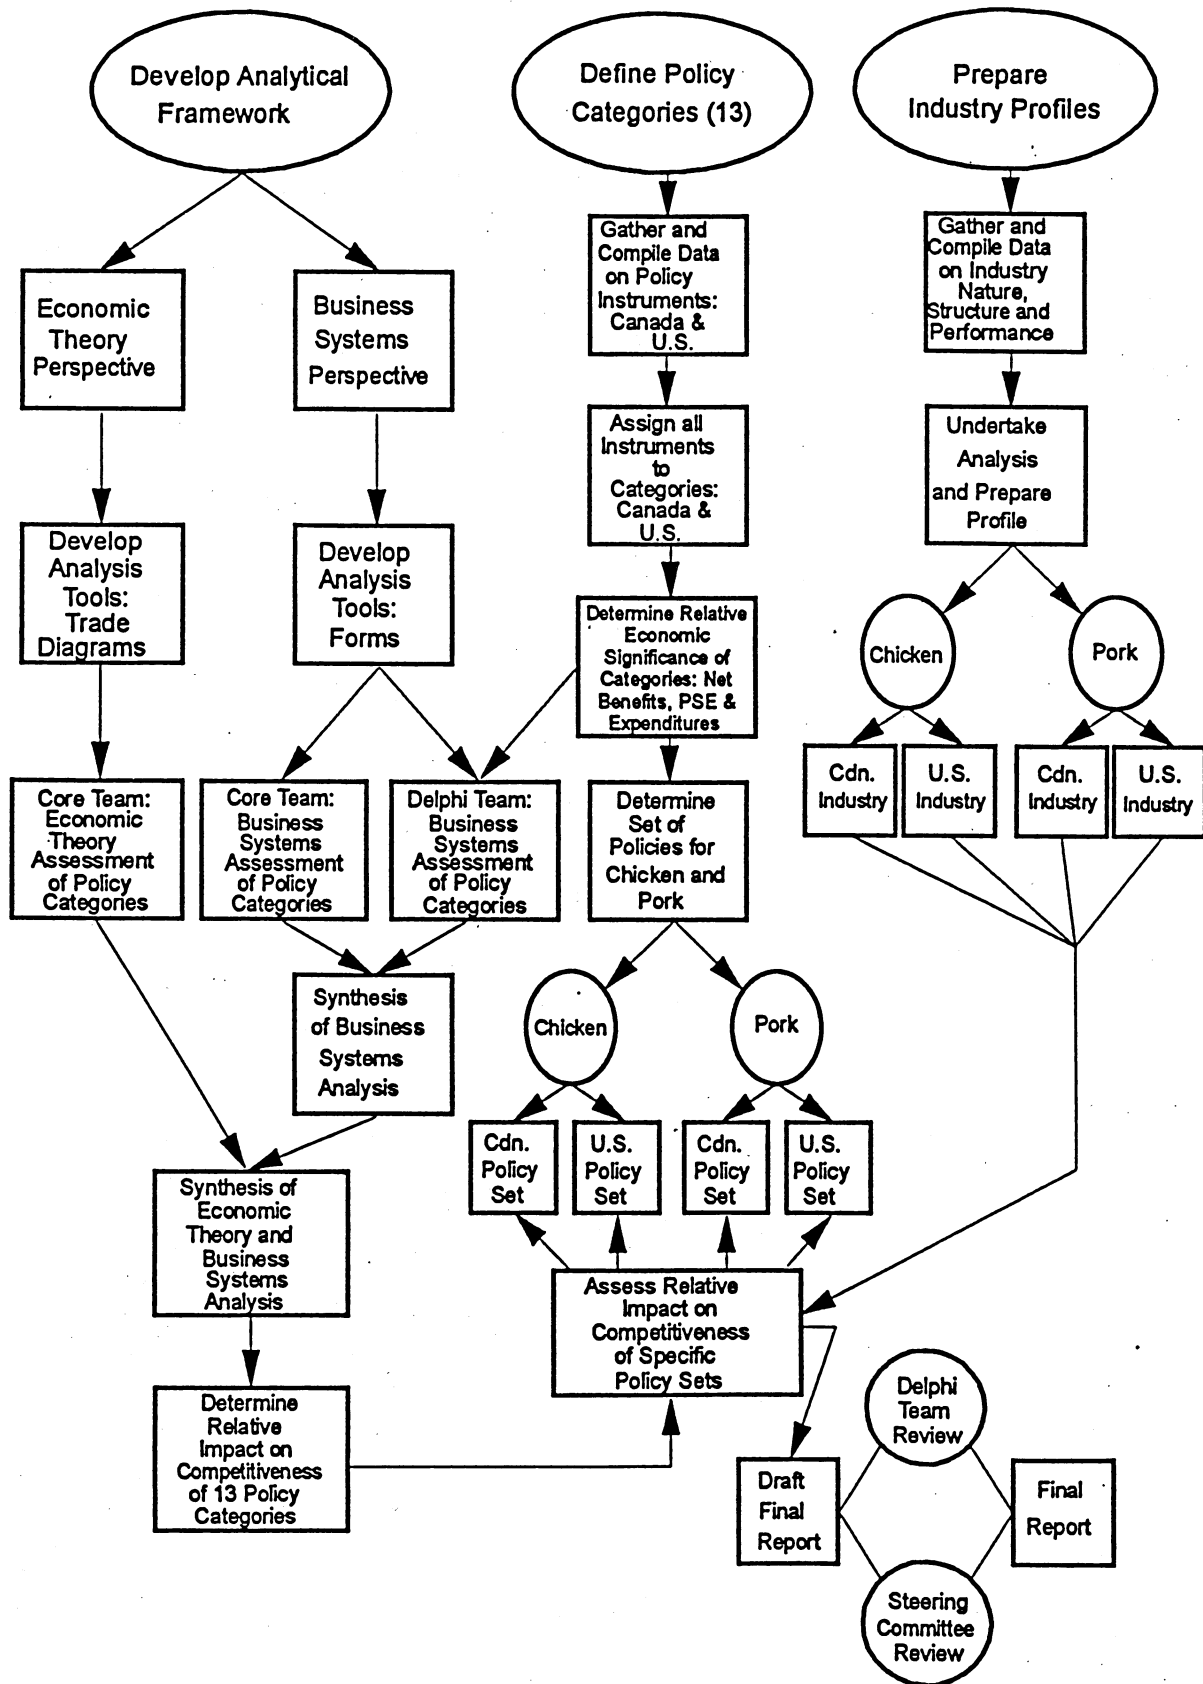 Develop Analytical
Framework
Define Policy
Categories (13)
Prepare
Industry Profiles
Economic
Theory
Perspective
Business
Systems
Perspective
Gather and
Compile Data
on Policy
Instruments:
Canada &
U.S.
Gather and
Compile Data
on Industry
Nature,
Structure and
Performance
Assign all
Instruments
to
Categories:
Canada &
U.S.
Undertake
Analysis
and Prepare
Profile
Develop
Analysis
Tools:
Trade
Diagrams
Develop
Analysis
Tools:
Forms
Determine Relative
Economic
Significance of
Categories: Net
Benefits, PSE &
Expenditures
Chicken
Pork
Cdn.
Industry
U.S.
Industry
Cdn.
Industry
U.S.
Industry
Core Team:
Economic
Theory
Assessment
of Policy
Categories
Core Team:
Business
Systems
Assessment
of Policy
Categories
Delphi Team:
Business
Systems
Assessment
of Policy
Categories
Determine
Set of
Policies for
Chicken and
Pork
Synthesis
of Business
Systems
Analysis
Chicken
Pork
Cdn.
Policy
Set
U.S.
Policy
Set
Cdn.
Policy
Set
U.S.
Policy
Set
Synthesis of
Economic
Theory and
Business
Systems
Analysis
Assess Relative
Impact on
Competitiveness
of Specific
Policy Sets
Determine
Relative
Impact on
Competitiveness
of 13 Policy
Categories
Delphi
Team
Review
Draft
Final
Report
Final
Report
Steering
Committee
Review